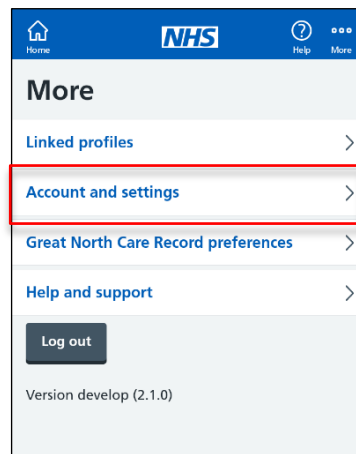 Home
NHS
Help
More
More
Linked profiles
Account and settings
Great North Care Record preferences
Help and support
Log out
Version develop (2.1.0)